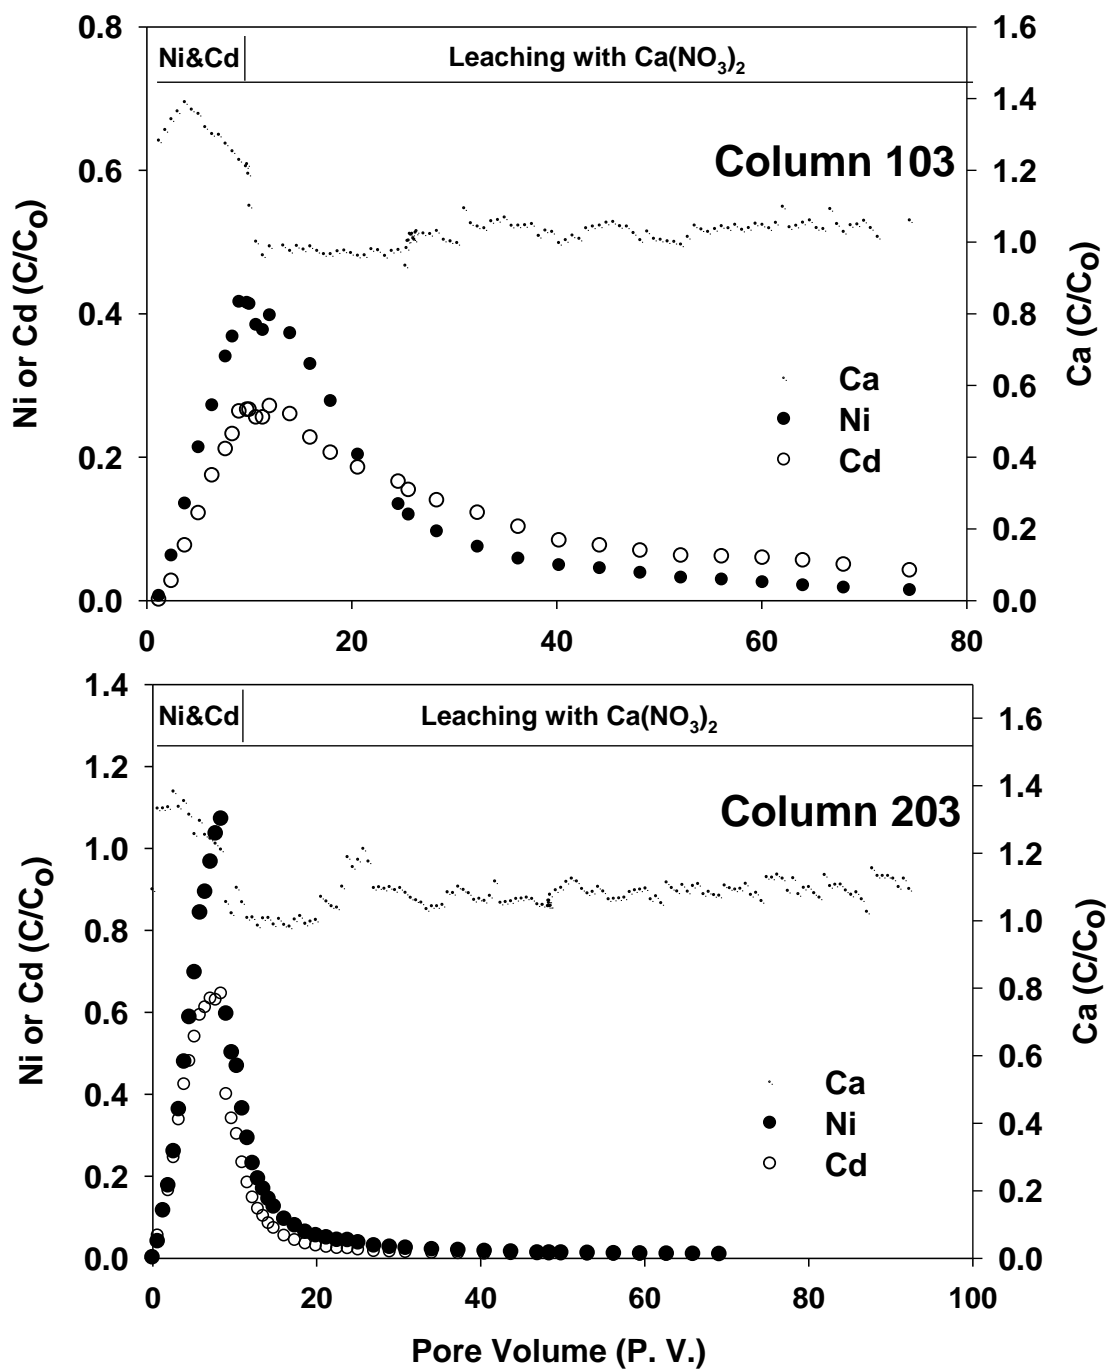 0.8
0.6
0.4
0.2
0.0
Ni or Cd (C/Co)
Ni&Cd
Leaching with Ca(NO3)2
Column 103
Ca
Ni
Cd
1.6
1.4
1.2
1.0
0.8
0.6
0.4
0.2
0.0
Ca (C/Co)
0 20 40 60 80
1.4
1.2
1.0
0.8
0.6
0.4
0.2
0.0
Ni or Cd (C/Co)
Ni&Cd
Leaching with Ca(NO3)2
Column 203
Ca
Ni
Cd
1.6
1.4
1.2
1.0
0.8
0.6
0.4
0.2
0.0
Ca (C/Co)
0 20 40 60 80 100
Pore Volume (P. V.)